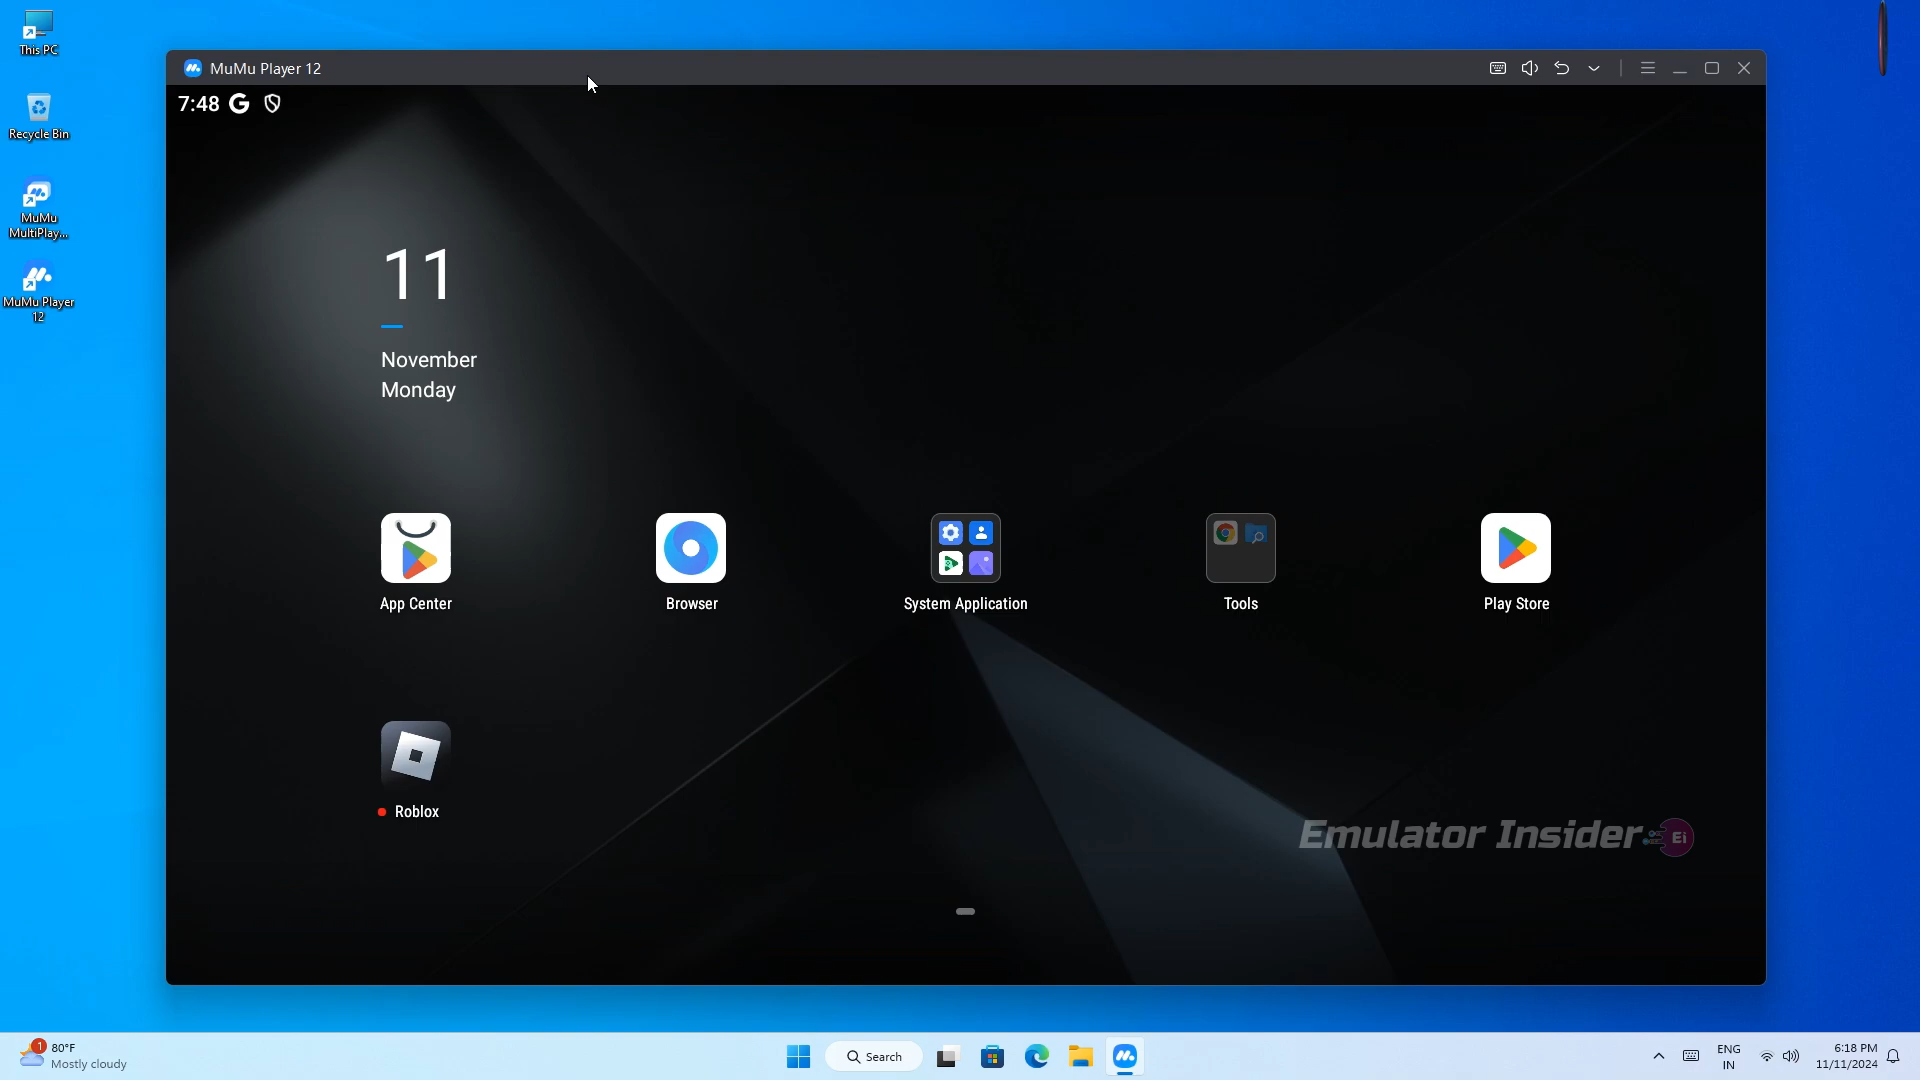 This PC
Recycle Bin
MuMu
MultiPlay...
MuMu Player
12
MuMu Player 12
7:48
11
November
Monday
App Center
Browser
System Application
Tools
Play Store
Roblox
Emulator Insider
Ei
1
80°F
Mostly cloudy
Search
ENG
IN
6:18 PM
11/11/2024